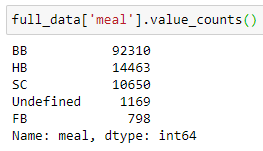 full_data['meal'].value_counts()
BB 92310
HB 14463
SC 10650
Undefined 1169
FB 798
Name: meal, dtype: int64